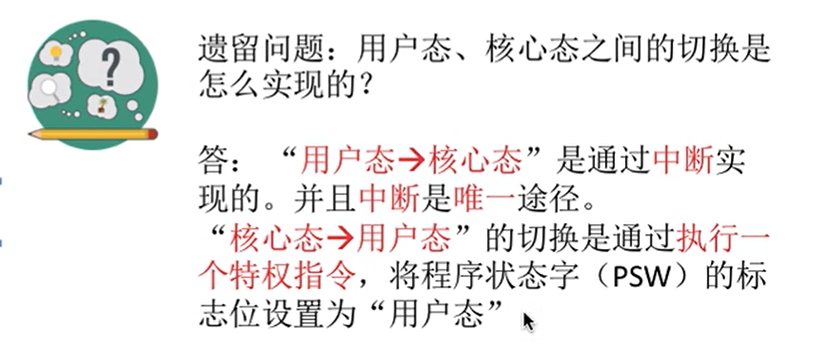 遗留问题：用户态、核心态之间的切换是
怎么实现的？
答： “用户态→核心态”是通过中断实
现的。并且中断是唯一途径。
“核心态→用户态”的切换是通过执行一
个特权指令，将程序状态字（PSW）的标
志位设置为“用户态”